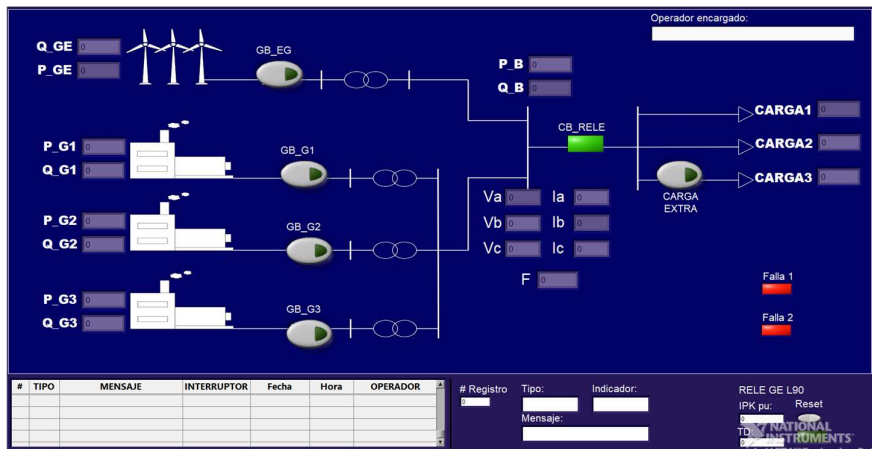 Operador encargado:
Q_GE 0
GB_EG
P_GE 0
P_B 0
Q_B 0
CARGA1 0
CB_RELE
P_G1 0
GB_G1
CARGA2 0
Q_G1 0
CARGA3 0
CARGA
EXTRA
Va 0 Ia 0
P_G2 0
GB_G2
Vb 0 Ib 0
Q_G2 0
Vc 0 Ic 0
F 0
Falla 1
P_G3 0
GB_G3
Q_G3 0
Falla 2
# TIPO MENSAJE INTERRUPTOR Fecha Hora OPERADOR
# Registro Tipo: Indicador:
0
Mensaje:
RELE GE L90
IPK pu: Reset
0
TD:
0
NATIONAL
INSTRUMENTS